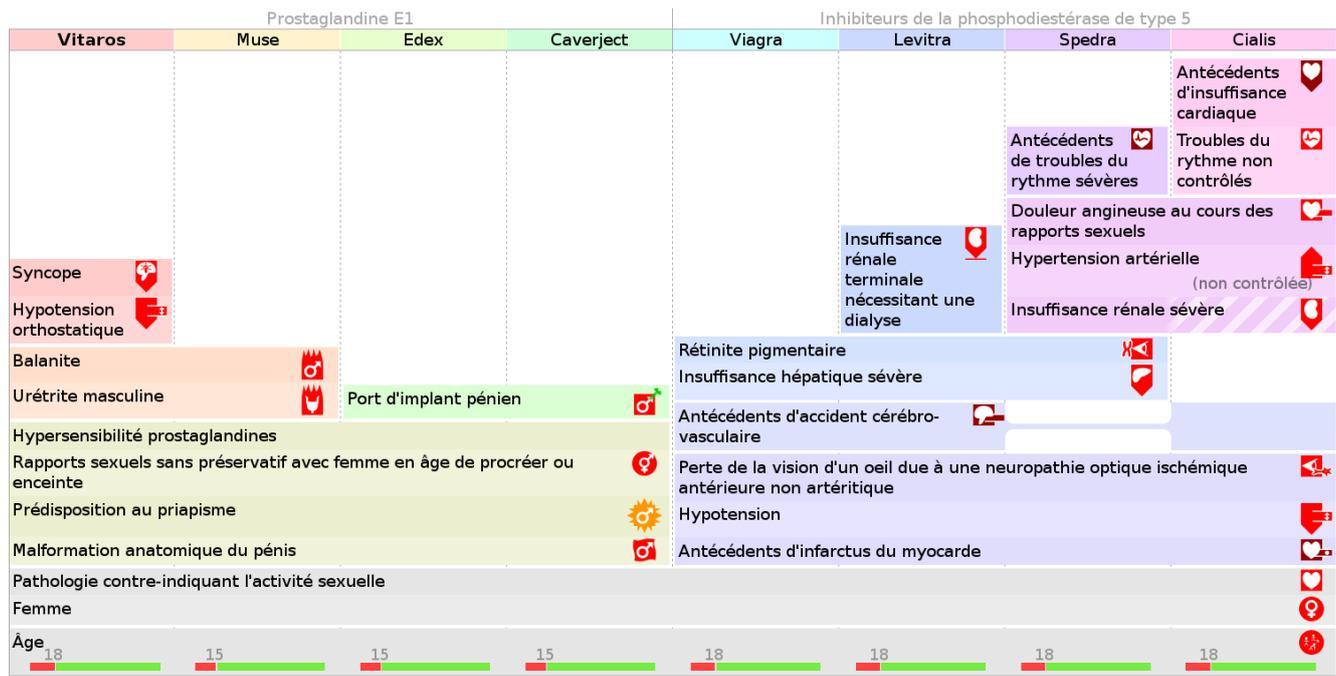 Prostaglandine E1
Inhibiteurs de la phosphodiestérase de type 5
Vitaros
Muse
Edex
Caverject
Viagra
Levitra
Spedra
Cialis
Antécédents
d'insuffisance
cardiaque
Antécédents
de troubles du
rythme sévères
Troubles du
rythme non
contrôlés
Douleur angineuse au cours des
rapports sexuels
Insuffisance
rénale
terminale
nécessitant une
dialyse
Hypertension artérielle
(non contrôlée)
Insuffisance rénale sévère
Syncope
Hypotension
orthostatique
Balanite
Urétrite masculine
Port d'implant pénien
Rétinite pigmentaire
Insuffisance hépatique sévère
Antécédents d'accident cérébro-
vasculaire
Hypersensibilité prostaglandines
Rapports sexuels sans préservatif avec femme en âge de procréer ou
enceinte
Prédisposition au priapisme
Malformation anatomique du pénis
Perte de la vision d'un oeil due à une neuropathie optique ischémique
antérieure non artéritique
Hypotension
Antécédents d'infarctus du myocarde
Pathologie contre-indiquant l'activité sexuelle
Femme
Âge
18
15
15
15
18
18
18
18